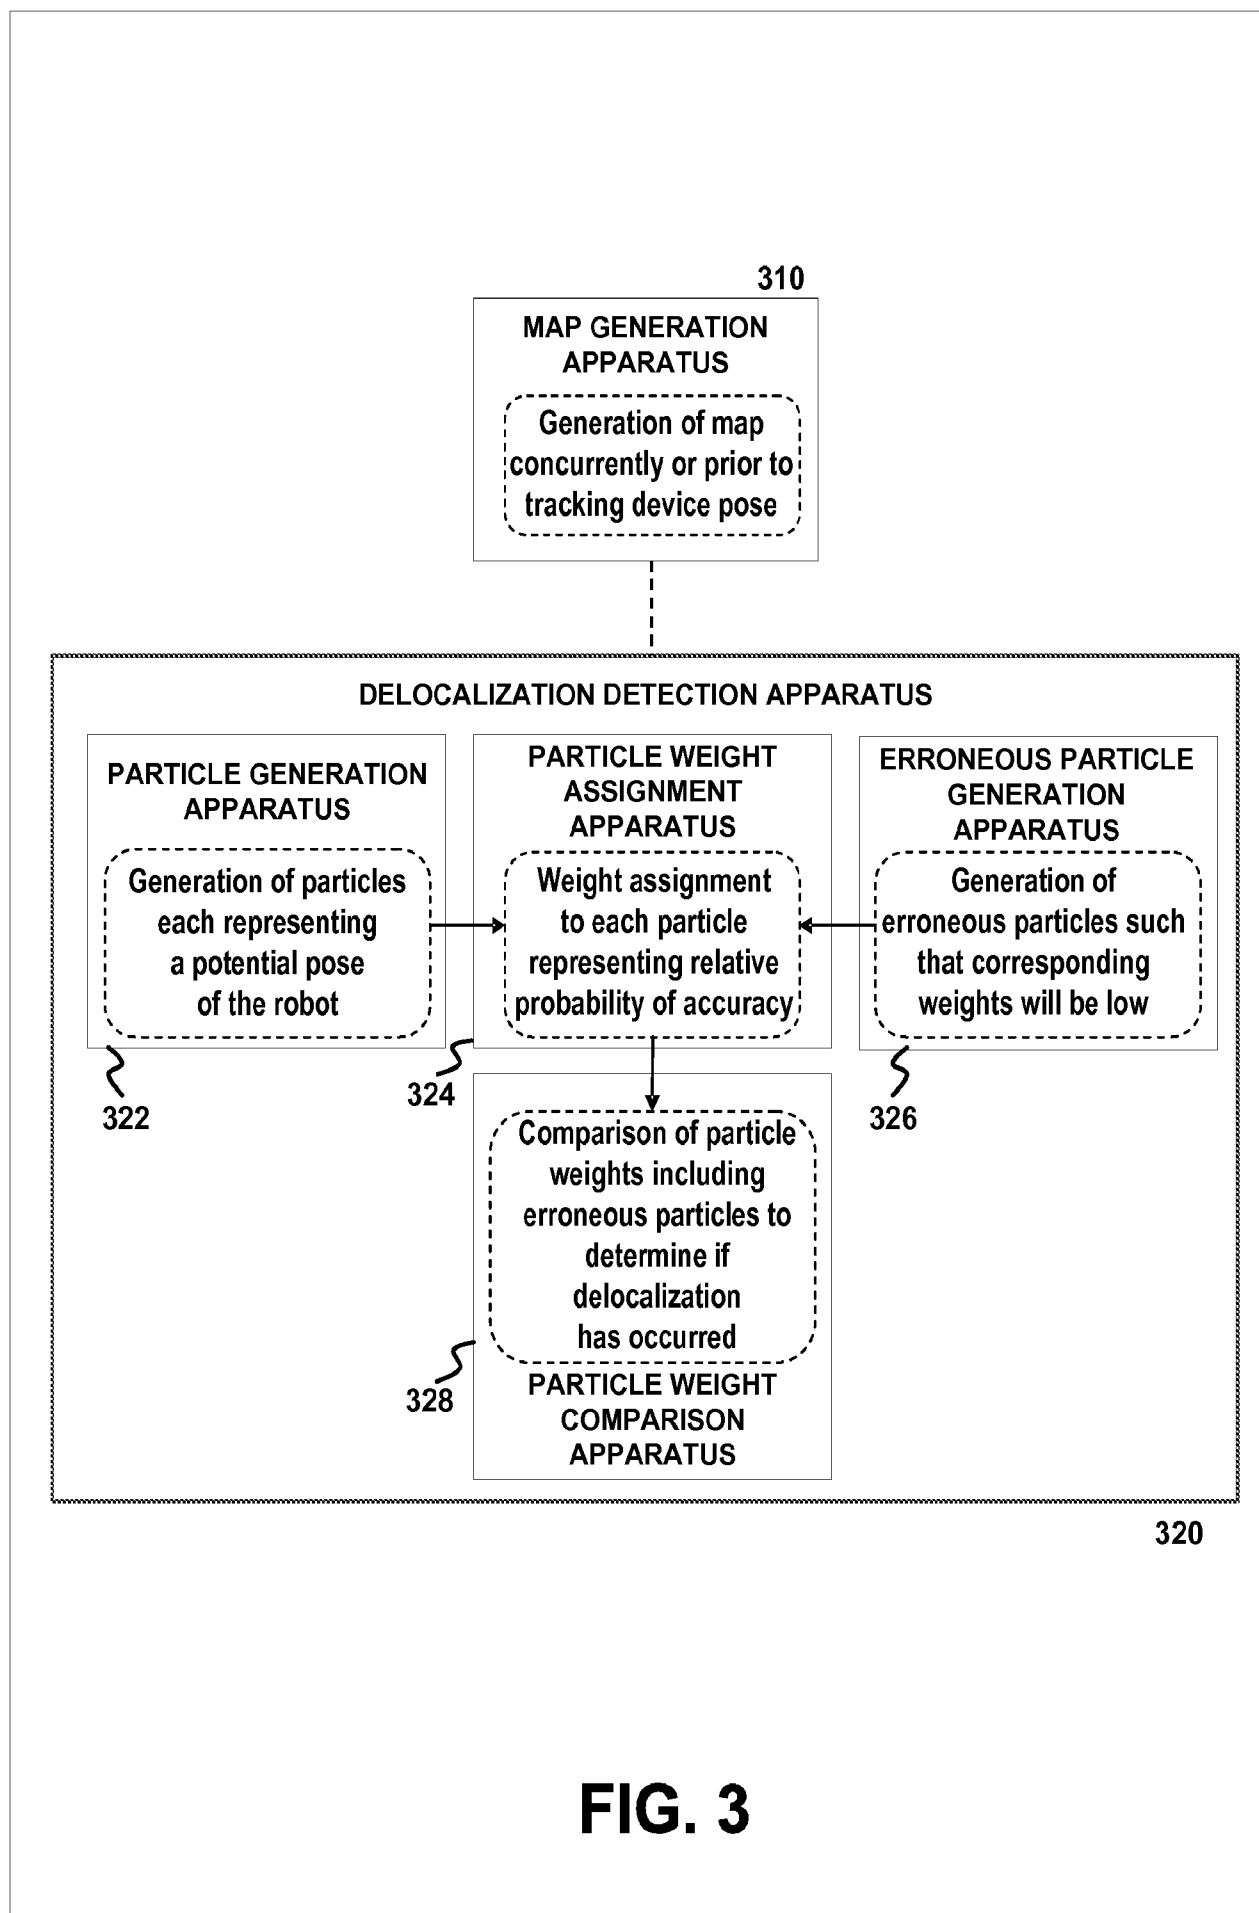 310
MAP GENERATION
APPARATUS
Generation of map
concurrently or prior to
tracking device pose
DELOCALIZATION DETECTION APPARATUS
PARTICLE GENERATION
APPARATUS
Generation of particles
each representing
a potential pose
of the robot
322
PARTICLE WEIGHT
ASSIGNMENT
APPARATUS
Weight assignment
to each particle
representing relative
probability of accuracy
324
ERRONEOUS PARTICLE
GENERATION
APPARATUS
Generation of
erroneous particles such
that corresponding
weights will be low
326
Comparison of particle
weights including
erroneous particles to
determine if
delocalization
has occurred
328
PARTICLE WEIGHT
COMPARISON
APPARATUS
320
FIG. 3